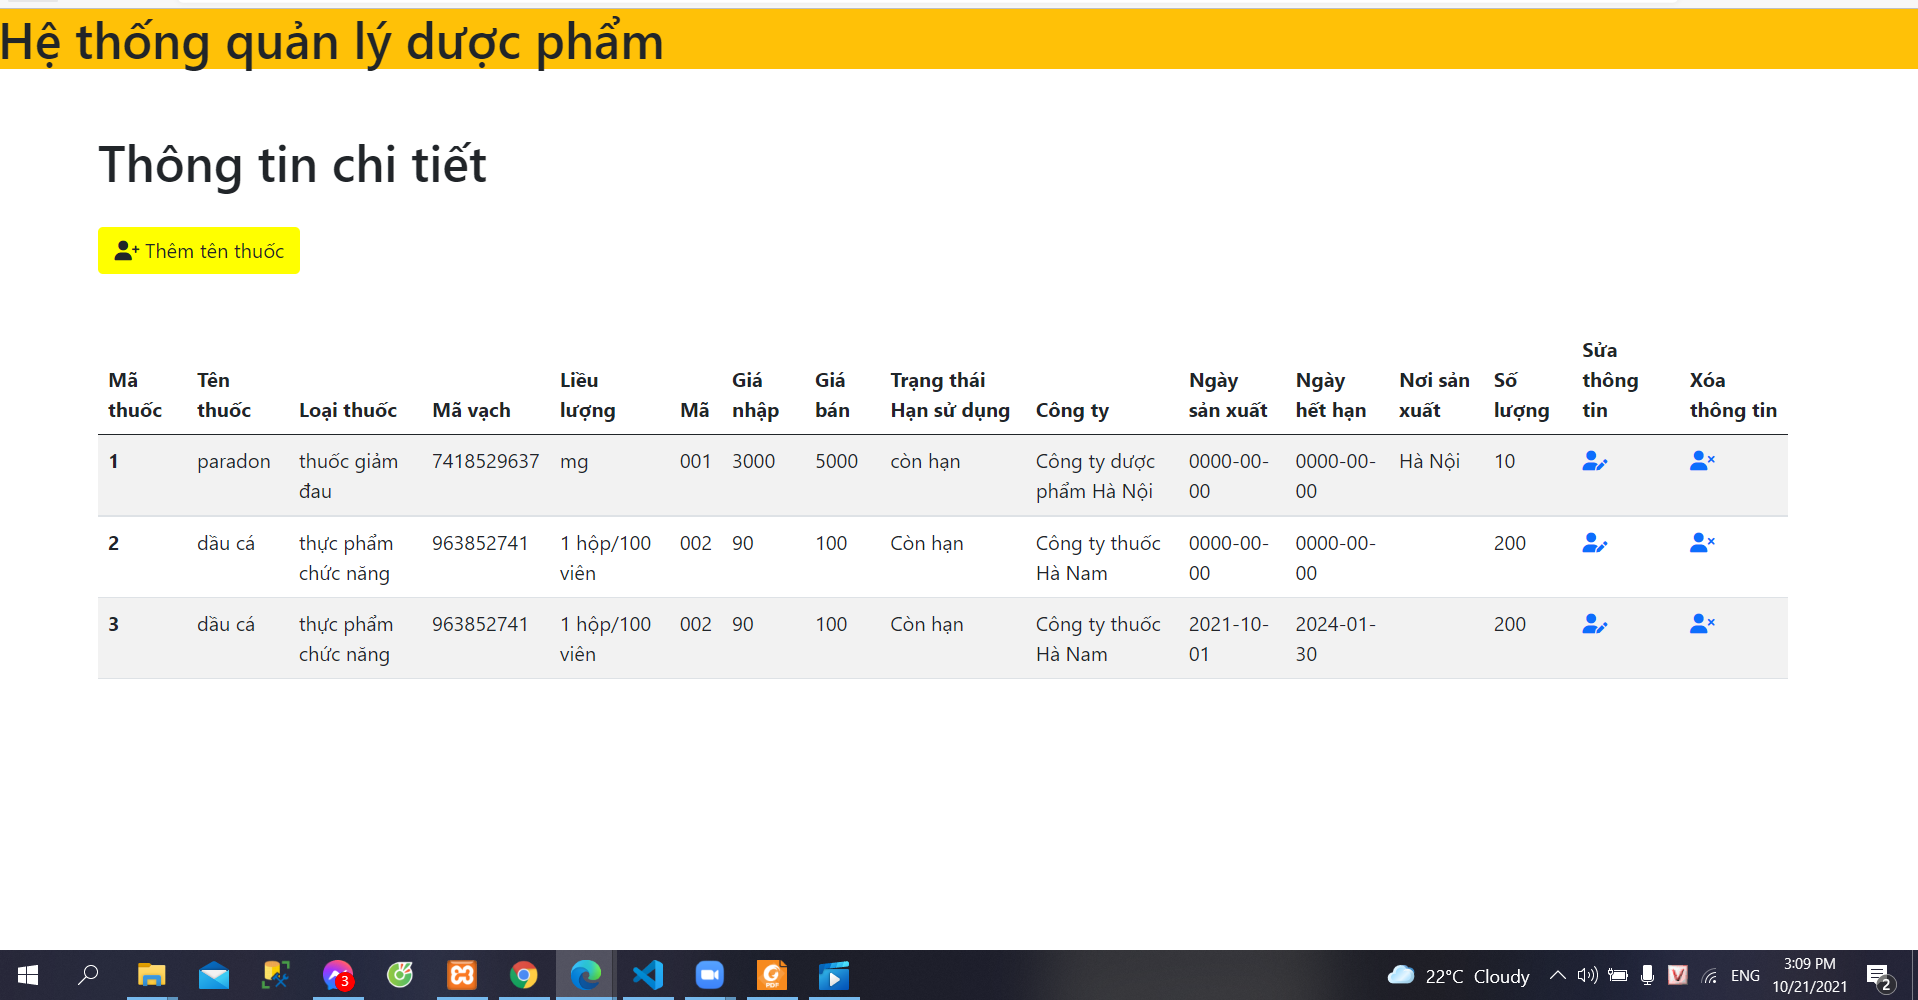 Hệ thống quản lý dược phẩm
Thông tin chi tiết
Thêm tên thuốc
Mã thuốc Tên thuốc Loại thuốc Mã vạch Liều lượng Mã Giá nhập Giá bán Trạng thái Hạn sử dụng Công ty Ngày sản xuất Ngày hết hạn Nơi sản xuất Số lượng Sửa thông tin Xóa thông tin
1 paradon thuốc giảm đau 7418529637 mg 001 3000 5000 còn hạn Công ty dược phẩm Hà Nội 0000-00-00 0000-00-00 Hà Nội 10
2 dầu cá thực phẩm chức năng 963852741 1 hộp/100 viên 002 90 100 Còn hạn Công ty thuốc Hà Nam 0000-00-00 0000-00-00 200
3 dầu cá thực phẩm chức năng 963852741 1 hộp/100 viên 002 90 100 Còn hạn Công ty thuốc Hà Nam 2021-10-01 2024-01-30 200
3
22°C Cloudy
ENG
3:09 PM
10/21/2021
2